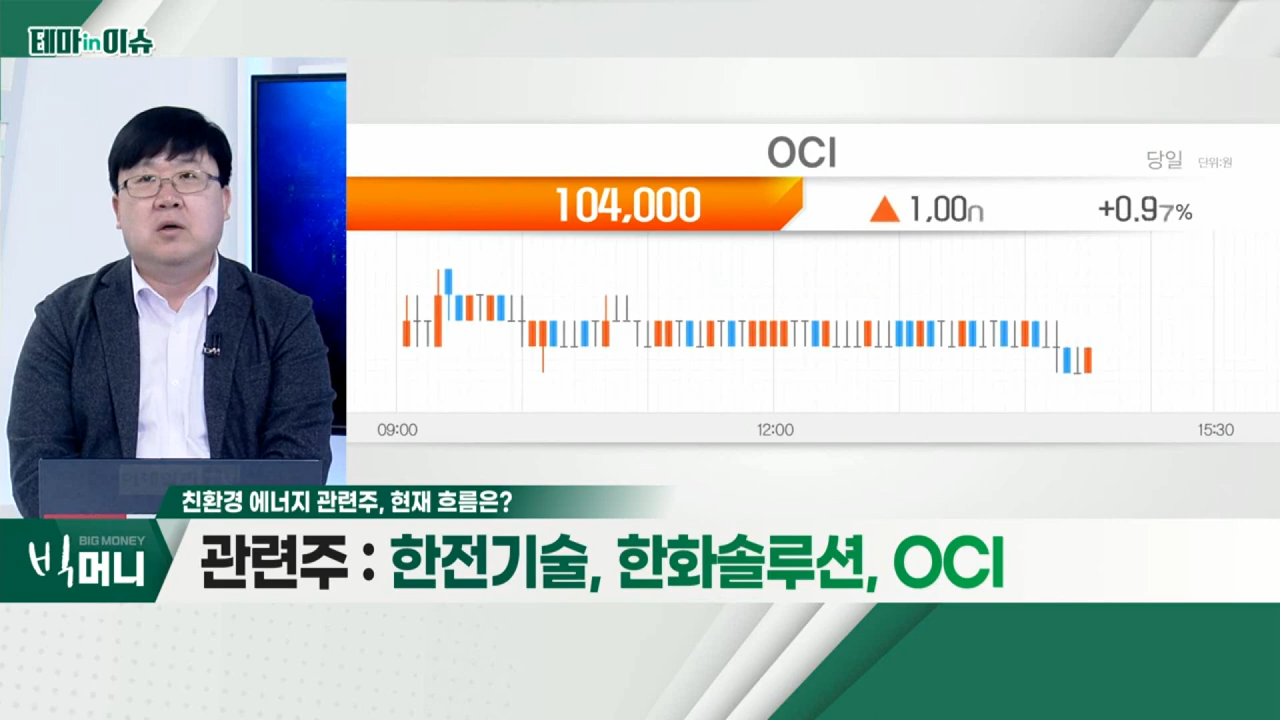 테마in이슈
OCI
당일 단위:원
104,000 ▲ 1,00 +0.97%
09:00 12:00 15:30
친환경 에너지 관련주, 현재 흐름은?
BIG MONEY
빅머니
관련주 : 한전기술, 한화솔루션, OCI